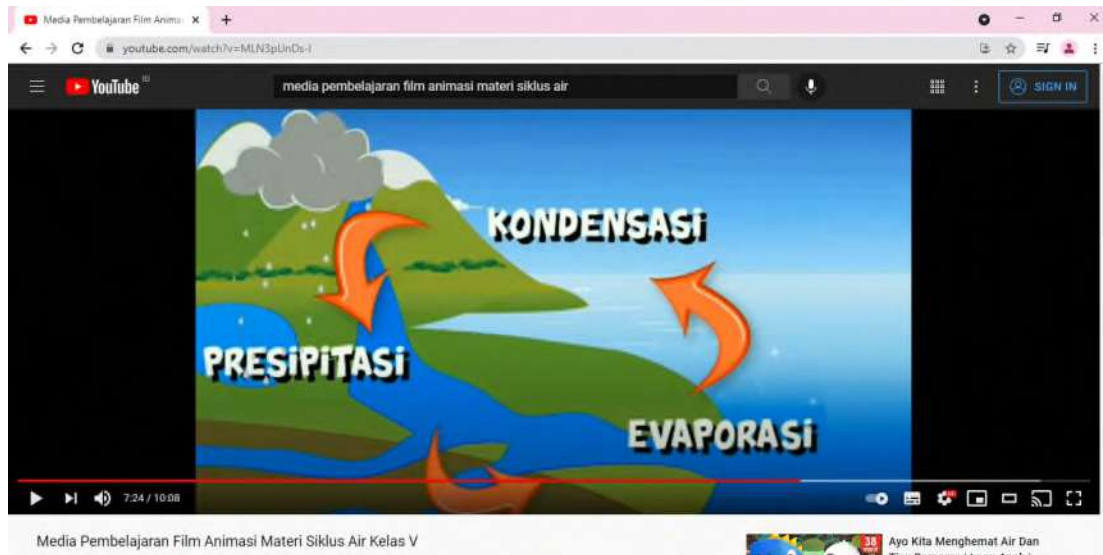 Media Pembelajaran Film Anima
youtube.com/watch?v=MLN3pUnDs-I
YouTube ID
media pembelajaran film animasi materi siklus air
SIGN IN
KONDENSASi
PRESiPiTASi
EVAPORASi
7:24 / 10:08
Media Pembelajaran Film Animasi Materi Siklus Air Kelas V
38
Ayo Kita Menghemat Air Dan